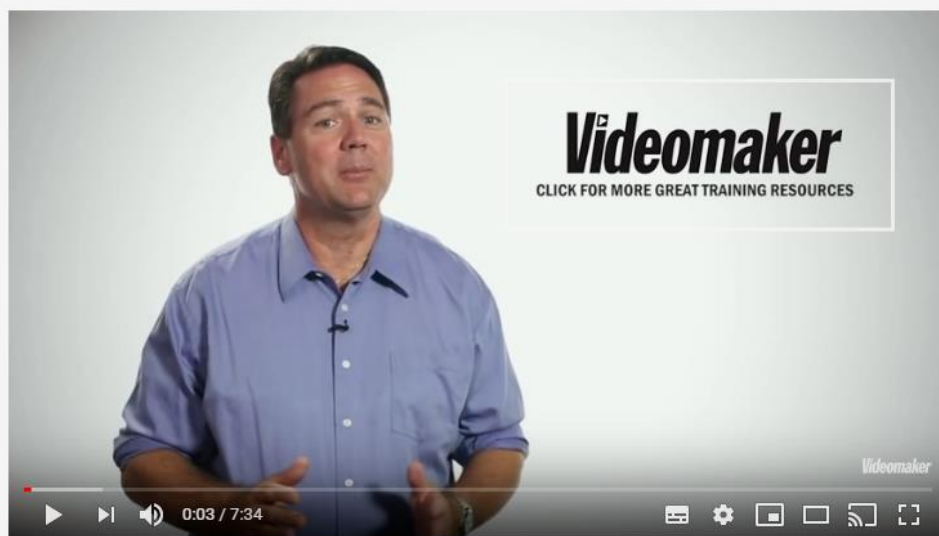 Videomaker
CLICK FOR MORE GREAT TRAINING RESOURCES
Videomaker
0:03 / 7:34